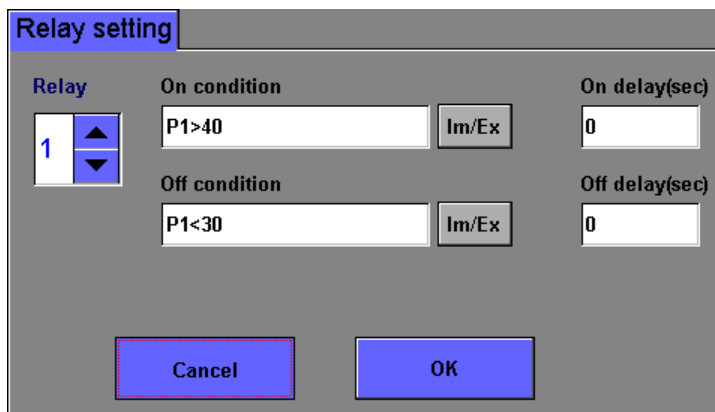 Relay setting
Relay On condition On delay(sec)
1 P1>40 Im/Ex 0
Off condition Off delay(sec)
P1<30 Im/Ex 0
Cancel OK